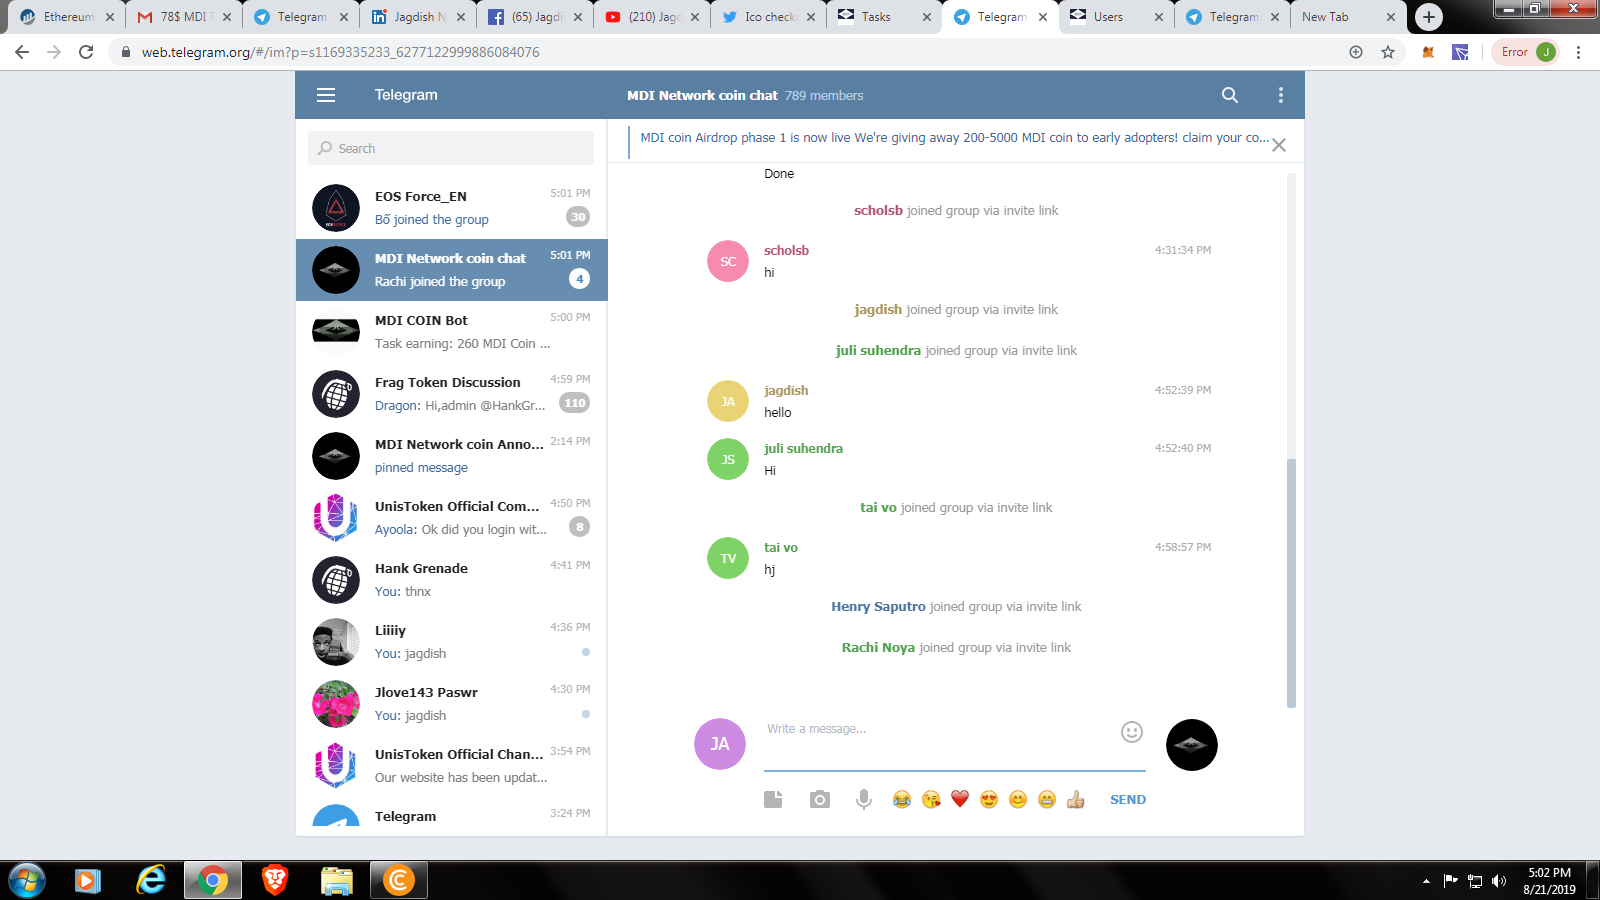 Ethereum
78$ MDI T
Telegram
Jagdish N
(65) Jagdis
(210) Jagd
Ico check
Tasks
Telegram
Users
Telegram
New Tab
web.telegram.org/#/im?p=s1169335233_6277122999886084076
Error
J
Telegram
MDI Network coin chat 789 members
Search
MDI coin Airdrop phase 1 is now live We're giving away 200-5000 MDI coin to early adopters! claim your co...
EOS Force_EN 5:01 PM
Bố joined the group 30
MDI Network coin chat 5:01 PM
Rachi joined the group 4
MDI COIN Bot 5:00 PM
Task earning: 260 MDI Coin ...
Frag Token Discussion 4:59 PM
Dragon: Hi,admin @HankGr... 110
MDI Network coin Anno... 2:14 PM
pinned message
UnisToken Official Com... 4:50 PM
Ayoola: Ok did you login wit... 8
Hank Grenade 4:41 PM
You: thnx
Liiiiy 4:36 PM
You: jagdish
Jlove143 Paswr 4:30 PM
You: jagdish
UnisToken Official Chan... 3:54 PM
Our website has been updat...
Telegram 3:24 PM
Done
scholsb joined group via invite link
SC
scholsb 4:31:34 PM
hi
jagdish joined group via invite link
juli suhendra joined group via invite link
JA
jagdish 4:52:39 PM
hello
JS
juli suhendra 4:52:40 PM
Hi
tai vo joined group via invite link
TV
tai vo 4:58:57 PM
hj
Henry Saputro joined group via invite link
Rachi Noya joined group via invite link
JA
Write a message...
SEND
5:02 PM
8/21/2019